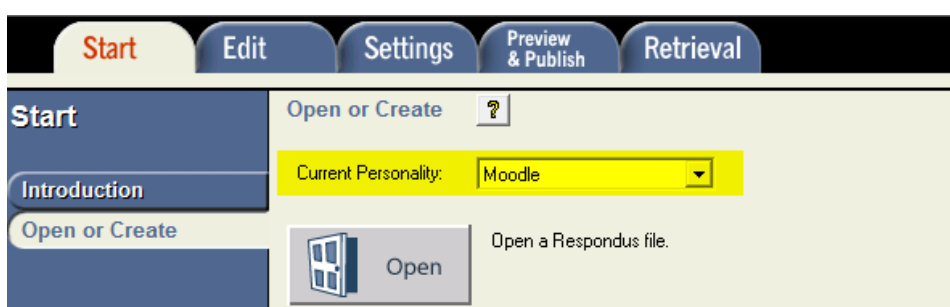 Start Edit Settings Preview & Publish Retrieval
Start
Introduction
Open or Create
Open or Create ?
Current Personality: Moodle
Open
Open a Respondus file.